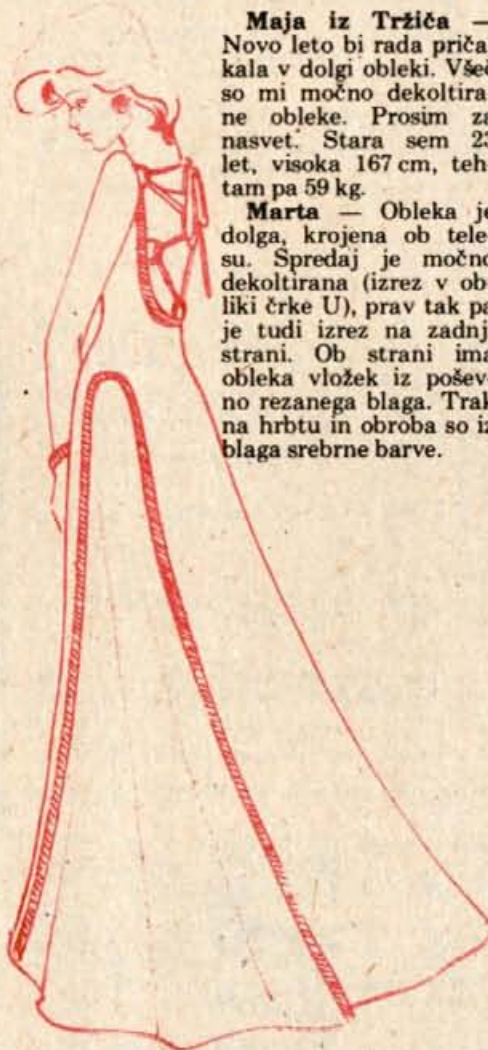 Maja iz Tržiča —
Novo leto bi rada priča-
kala v dolgi obleki. Všeč
so mi močno dekoltira-
ne obleke. Prosim za
nasvet. Stara sem 23
let, visoka 167 cm, teh-
tam pa 59 kg.
Marta — Obleka je
dolga, krojena ob tele-
su. Spredaj je močno
dekoltirana (izrez v ob-
liki črke U), prav tak pa
je tudi izrez na zadnji
strani. Ob strani ima
obleka vložek iz pošev-
no rezanega blaga. Trak
na hrbtu in obroba so iz
blaga srebrne barve.